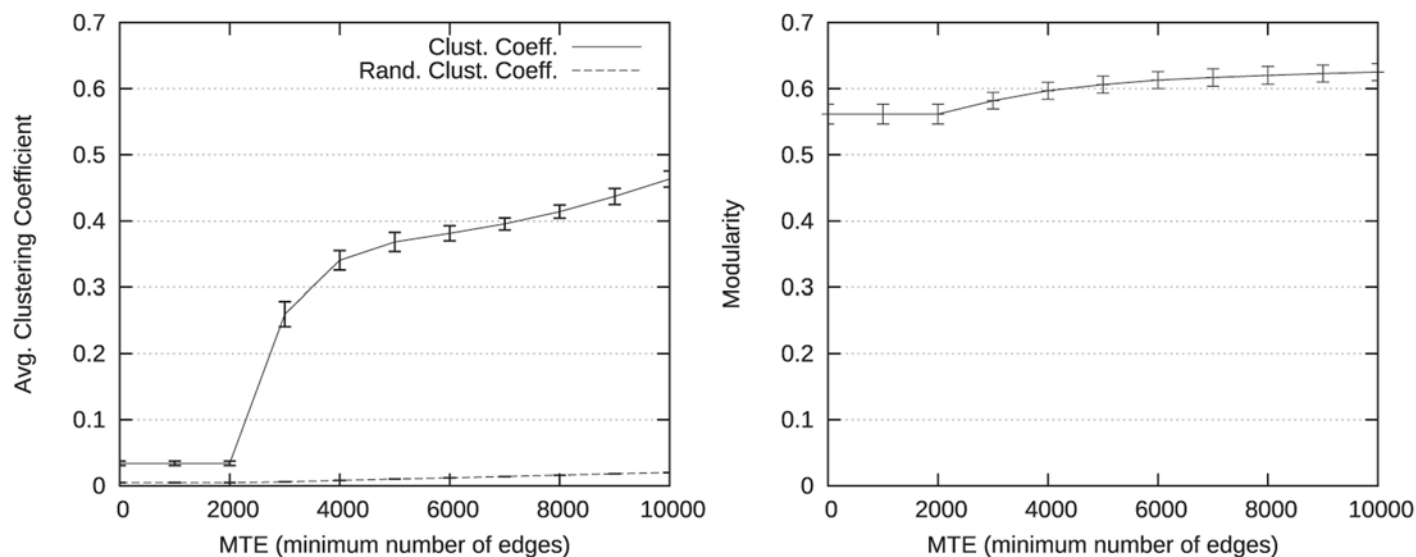 0.7
0.6
0.5
0.4
0.3
0.2
0.1
0
Avg. Clustering Coefficient
Clust. Coeff.
Rand. Clust. Coeff.
0 2000 4000 6000 8000 10000
MTE (minimum number of edges)
0.7
0.6
0.5
0.4
0.3
0.2
0.1
0
Modularity
0 2000 4000 6000 8000 10000
MTE (minimum number of edges)